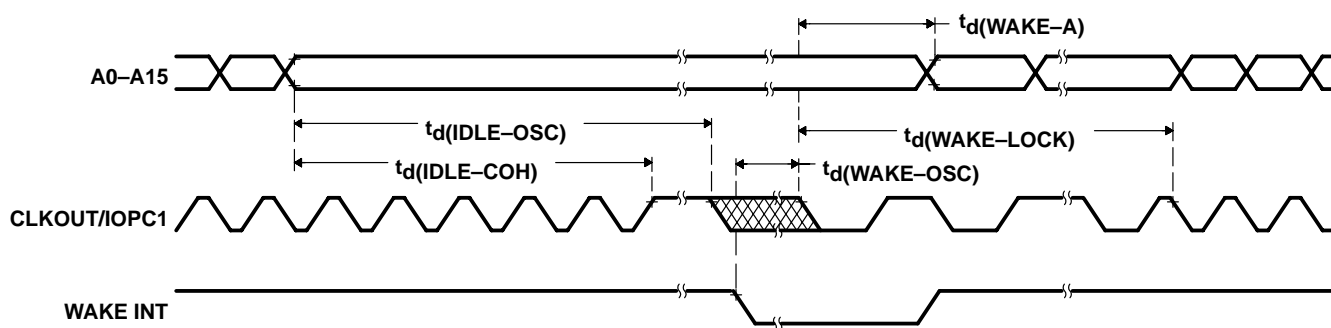 td(WAKE–A)
A0–A15
td(IDLE–OSC)
td(WAKE–LOCK)
td(IDLE–COH)
td(WAKE–OSC)
CLKOUT/IOPC1
WAKE INT